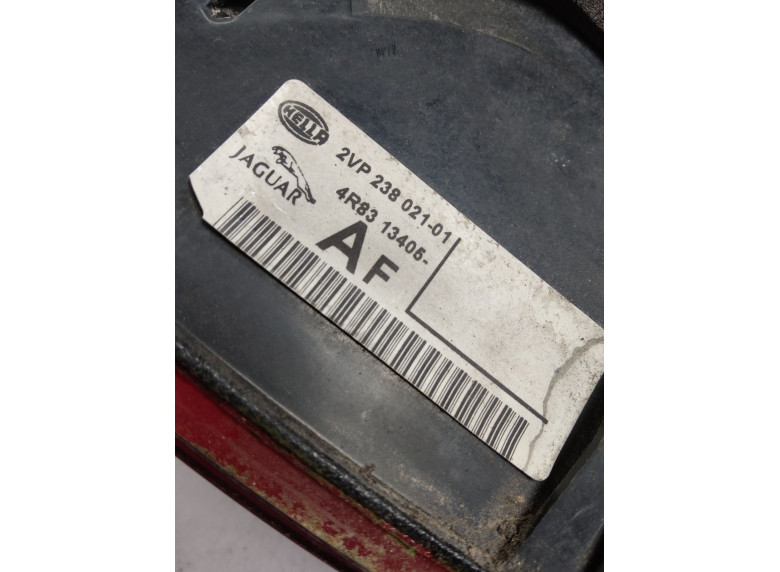 HELLA
JAGUAR
2VP 238 021-01
4R83 13405-
AF